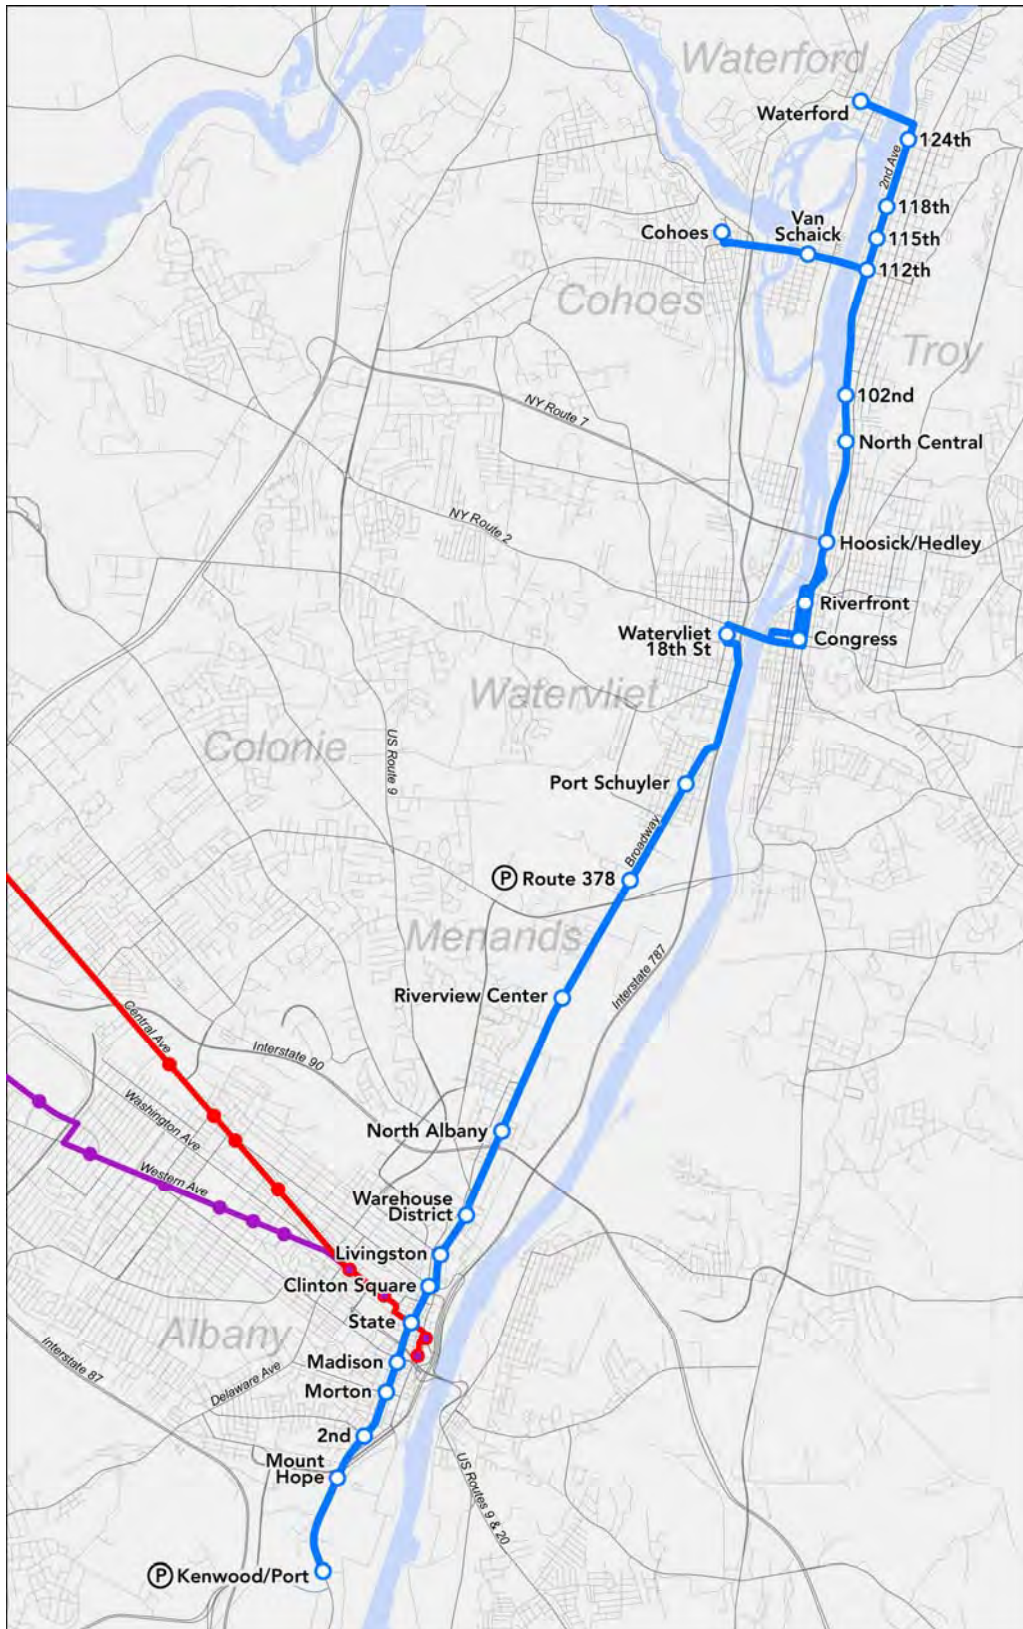 Waterford
Waterford
124th
2nd Ave
118th
Van
Schaick
Cohoes
115th
112th
Cohoes
Troy
102nd
NY Route 7
North Central
NY Route 2
Hoosick/Hedley
Riverfront
Watervliet
18th St
Congress
Watervliet
Colonie
US Route 9
Port Schuyler
Broadway
P Route 378
Menands
Interstate 787
Riverview Center
Central Ave
Interstate 90
Washington Ave
North Albany
Western Ave
Warehouse
District
Livingston
Clinton Square
State
Albany
Interstate 87
Madison
Delaware Ave
Morton
2nd
Mount
Hope
US Routes 9 & 20
P Kenwood/Port